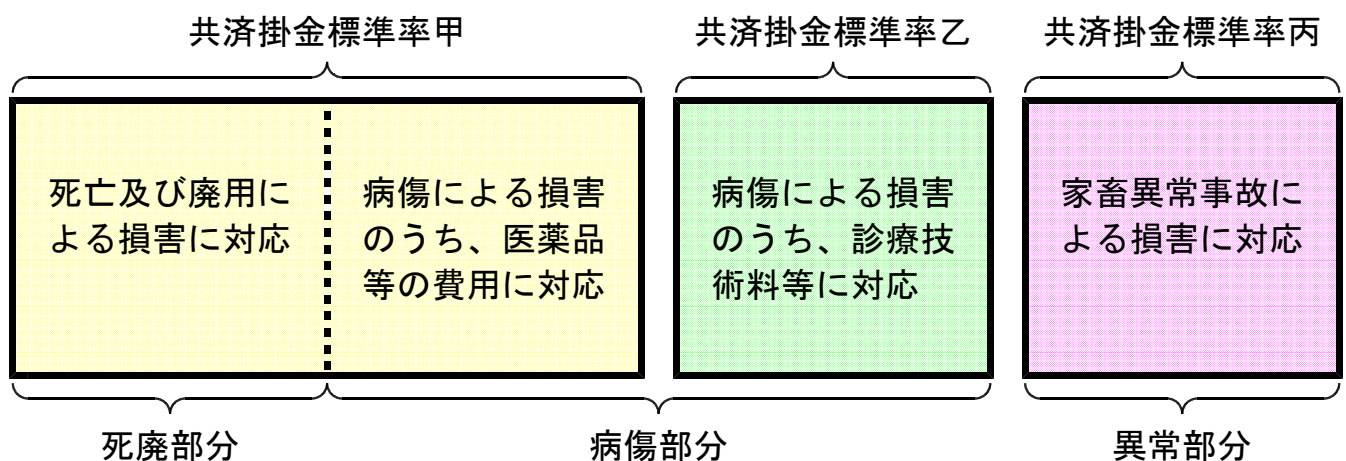 共済掛金標準率甲
共済掛金標準率乙
共済掛金標準率丙
死亡及び廃用に
よる損害に対応
病傷による損害
のうち、医薬品
等の費用に対応
病傷による損害
のうち、診療技
術料等に対応
家畜異常事故に
よる損害に対応
死廃部分
病傷部分
異常部分